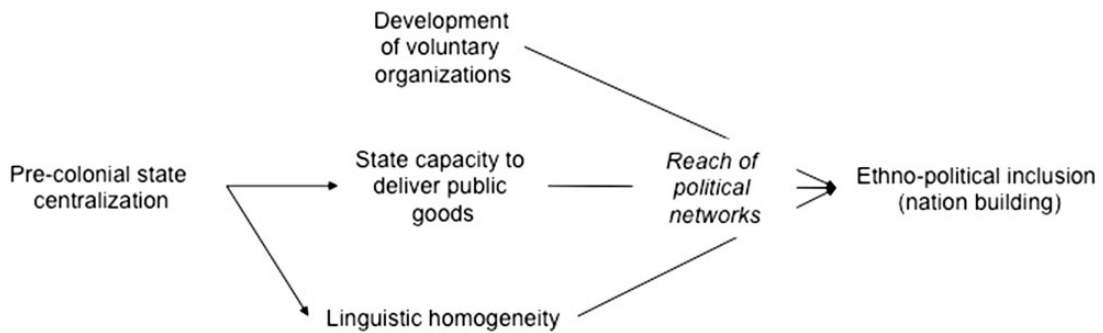 Development
of voluntary
organizations
Pre-colonial state
centralization
State capacity to
deliver public
goods
Reach of
political
networks
Ethno-political inclusion
(nation building)
Linguistic homogeneity